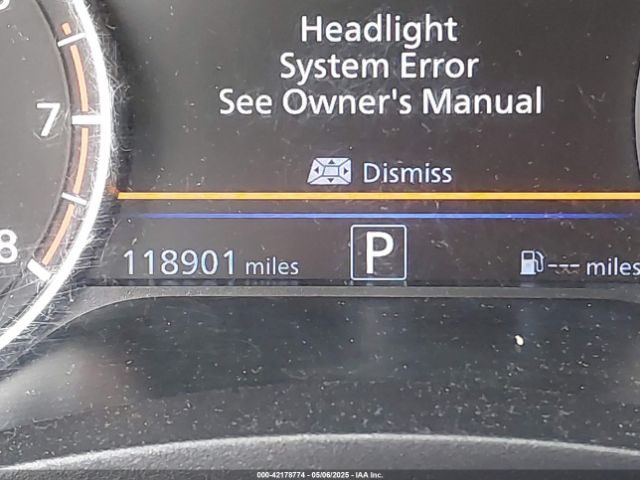 Headlight
System Error
See Owner's Manual
Dismiss
7
8
118901 miles
P
--- miles
000-42178774 - 05/06/2025 - IAA Inc.